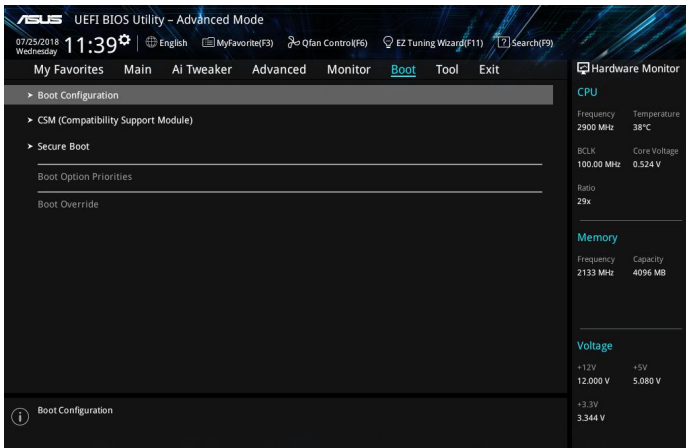 ASUS UEFI BIOS Utility – Advanced Mode
07/25/2018 Wednesday 11:39 English MyFavorite(F3) Qfan Control(F6) EZ Tuning Wizard(F11) ? Search(F9)
My Favorites Main Ai Tweaker Advanced Monitor Boot Tool Exit
> Boot Configuration
> CSM (Compatibility Support Module)
> Secure Boot
Boot Option Priorities
Boot Override
i Boot Configuration
Hardware Monitor
CPU
Frequency Temperature
2900 MHz 38°C
BCLK Core Voltage
100.00 MHz 0.524 V
Ratio
29x
Memory
Frequency Capacity
2133 MHz 4096 MB
Voltage
+12V +5V
12.000 V 5.080 V
+3.3V
3.344 V